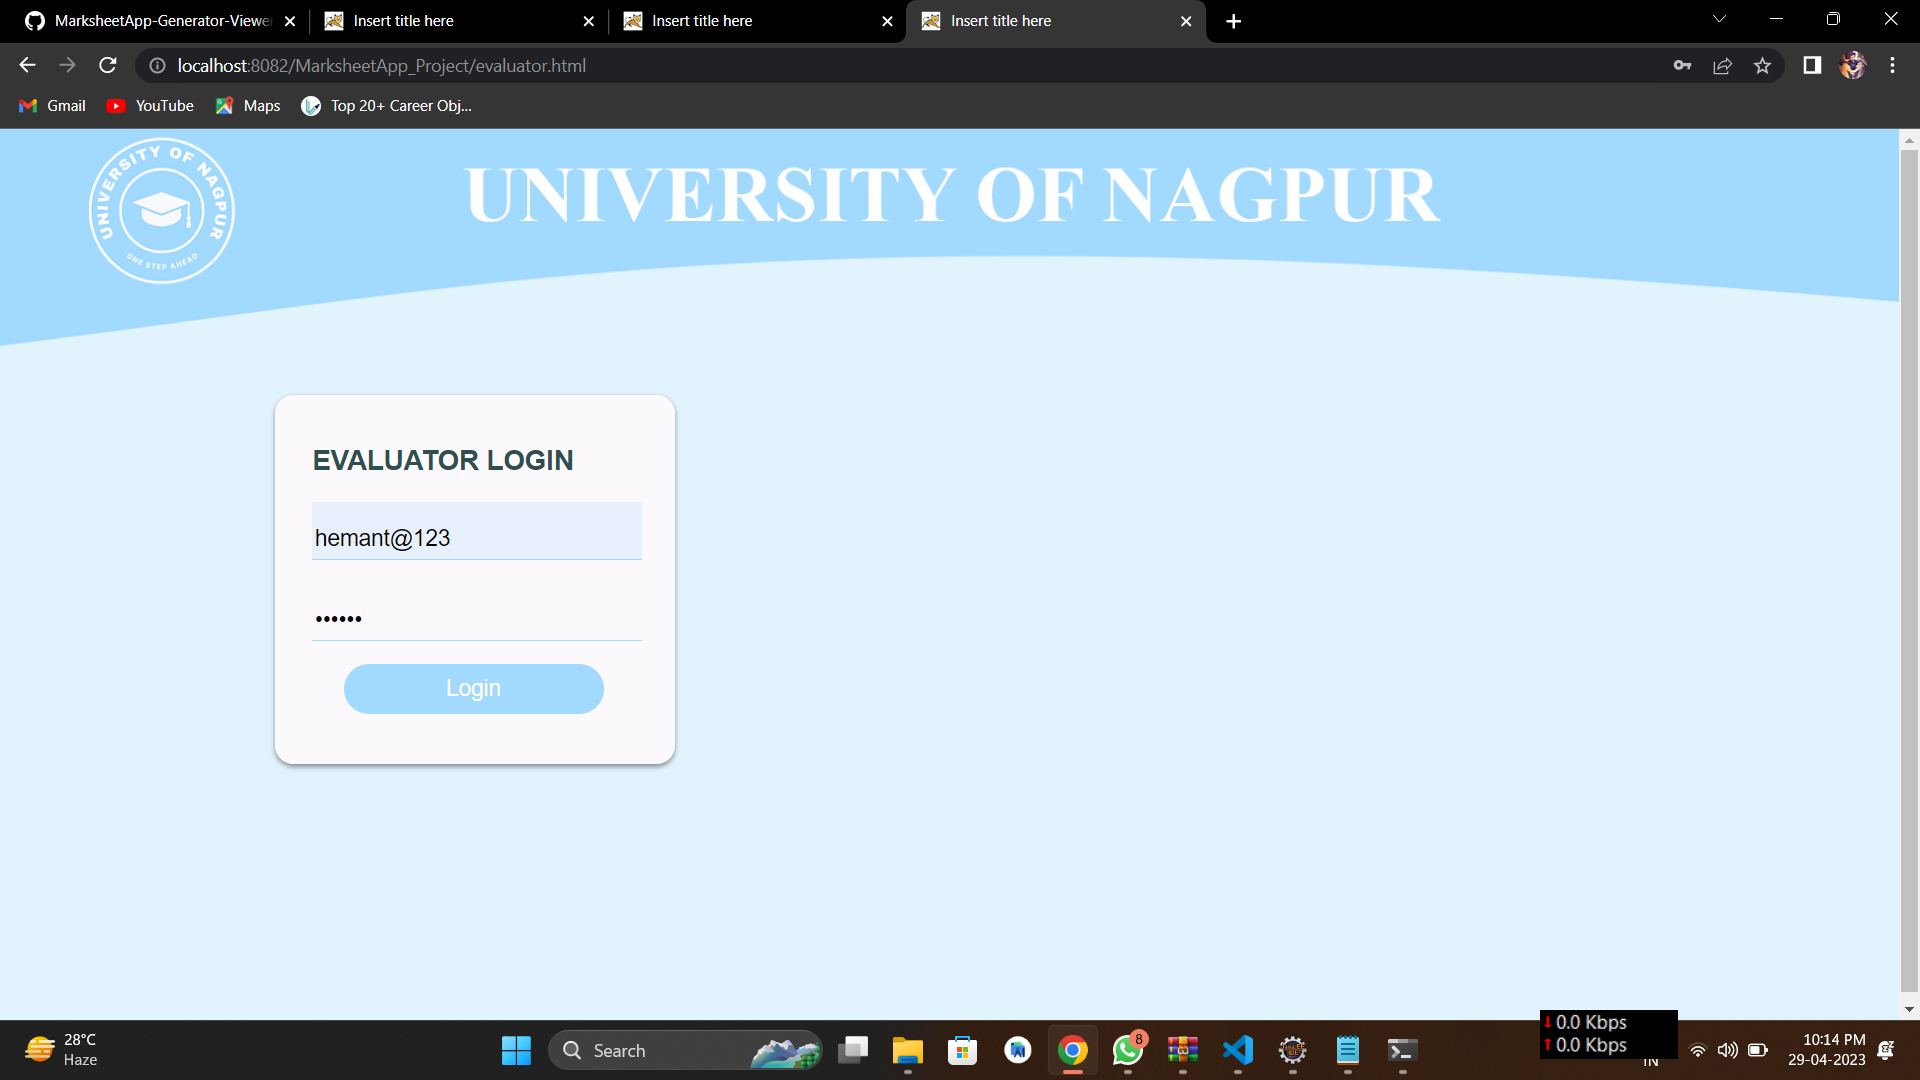 MarksheetApp-Generator-Viewer
Insert title here
Insert title here
Insert title here
localhost:8082/MarksheetApp_Project/evaluator.html
Gmail
YouTube
Maps
Top 20+ Career Obj...
UNIVERSITY OF NAGPUR
ONE STEP AHEAD
UNIVERSITY OF NAGPUR
EVALUATOR LOGIN
hemant@123
••••••
Login
28°C
Haze
Search
8
0.0 Kbps
0.0 Kbps
IN
10:14 PM
29-04-2023